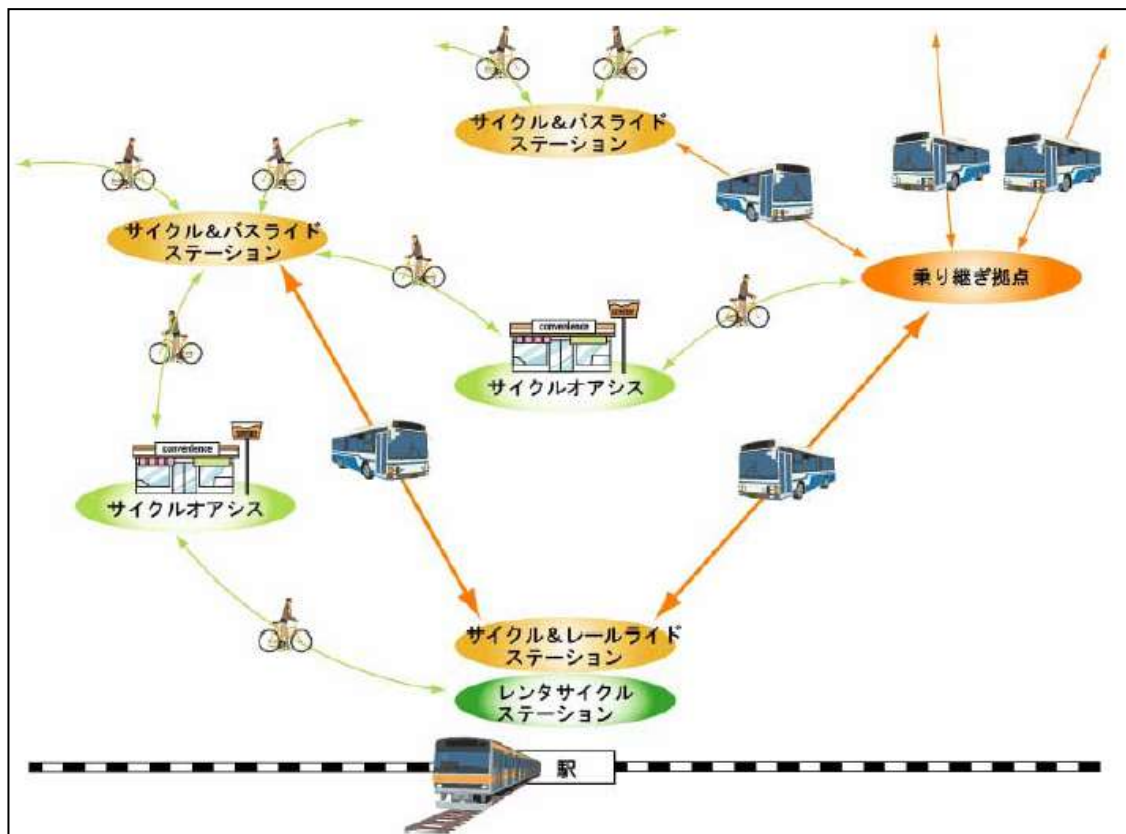 サイクル&バスライド
ステーション
サイクル&バスライド
ステーション
乗り継ぎ拠点
convenience
サイクルオアシス
convenience
サイクルオアシス
サイクル&レールライド
ステーション
レンタサイクル
ステーション
駅